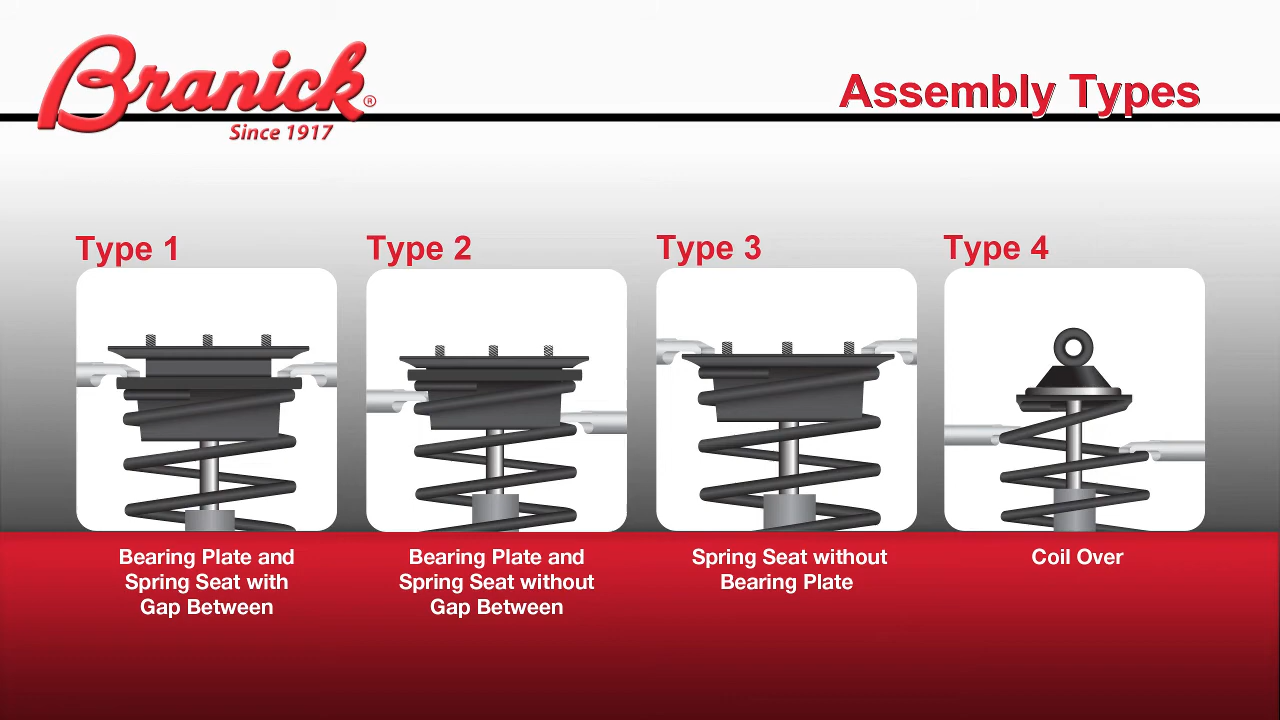 Branick®
Since 1917
Assembly Types
Type 1
Type 2
Type 3
Type 4
Bearing Plate and
Spring Seat with
Gap Between
Bearing Plate and
Spring Seat without
Gap Between
Spring Seat without
Bearing Plate
Coil Over